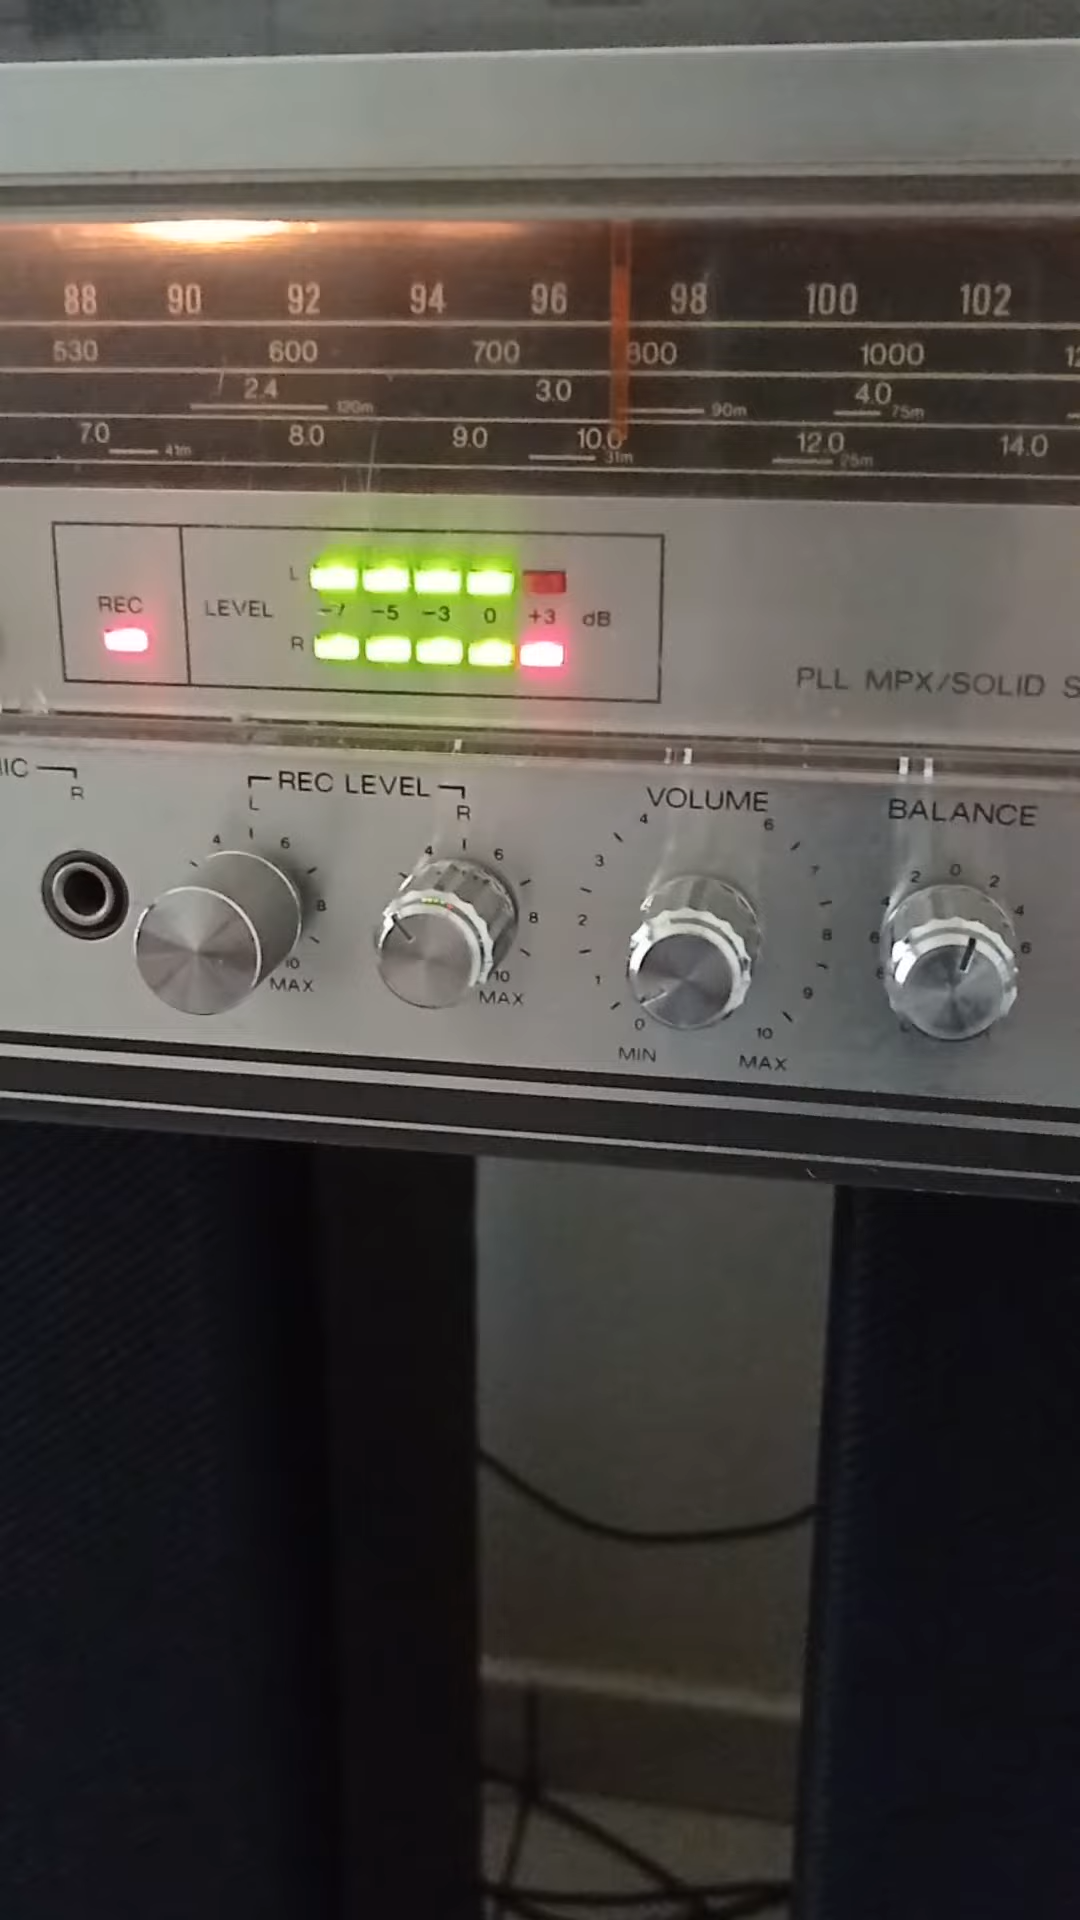 88 90 92 94 96 98 100 102
530 600 700 800 1000
2.4 120m 3.0 90m 4.0 75m
7.0 41m 8.0 9.0 10.0 31m 12.0 25m 14.0
L
REC LEVEL -7 -5 -3 0 +3 dB
R
PLL MPX/SOLID
R
REC LEVEL
L R
4 6 8 10 MAX
4 6 8 10 MAX
VOLUME
0 1 2 3 4 6 7 8 9 10
MIN MAX
BALANCE
6 4 2 0 2 4 6